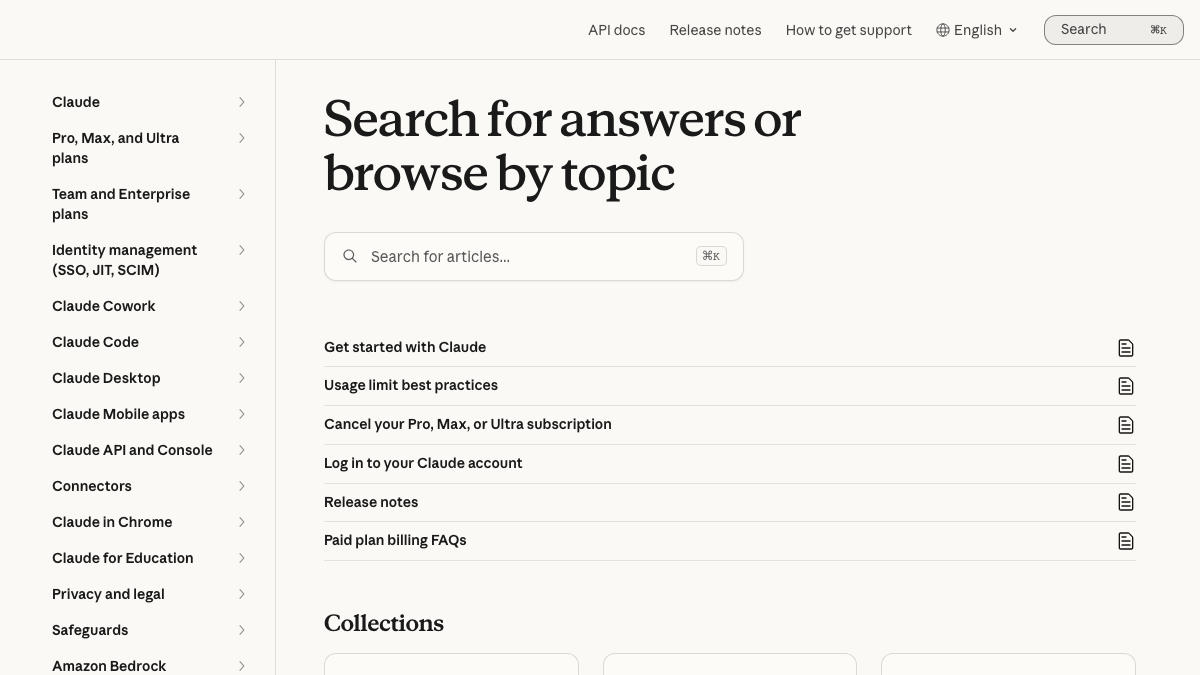 API docs
Release notes
How to get support
English
Search ⌘K
Claude
Pro, Max, and Ultra
plans
Team and Enterprise
plans
Identity management
(SSO, JIT, SCIM)
Claude Cowork
Claude Code
Claude Desktop
Claude Mobile apps
Claude API and Console
Connectors
Claude in Chrome
Claude for Education
Privacy and legal
Safeguards
Amazon Bedrock
Search for answers or
browse by topic
Search for articles... ⌘K
Get started with Claude
Usage limit best practices
Cancel your Pro, Max, or Ultra subscription
Log in to your Claude account
Release notes
Paid plan billing FAQs
Collections